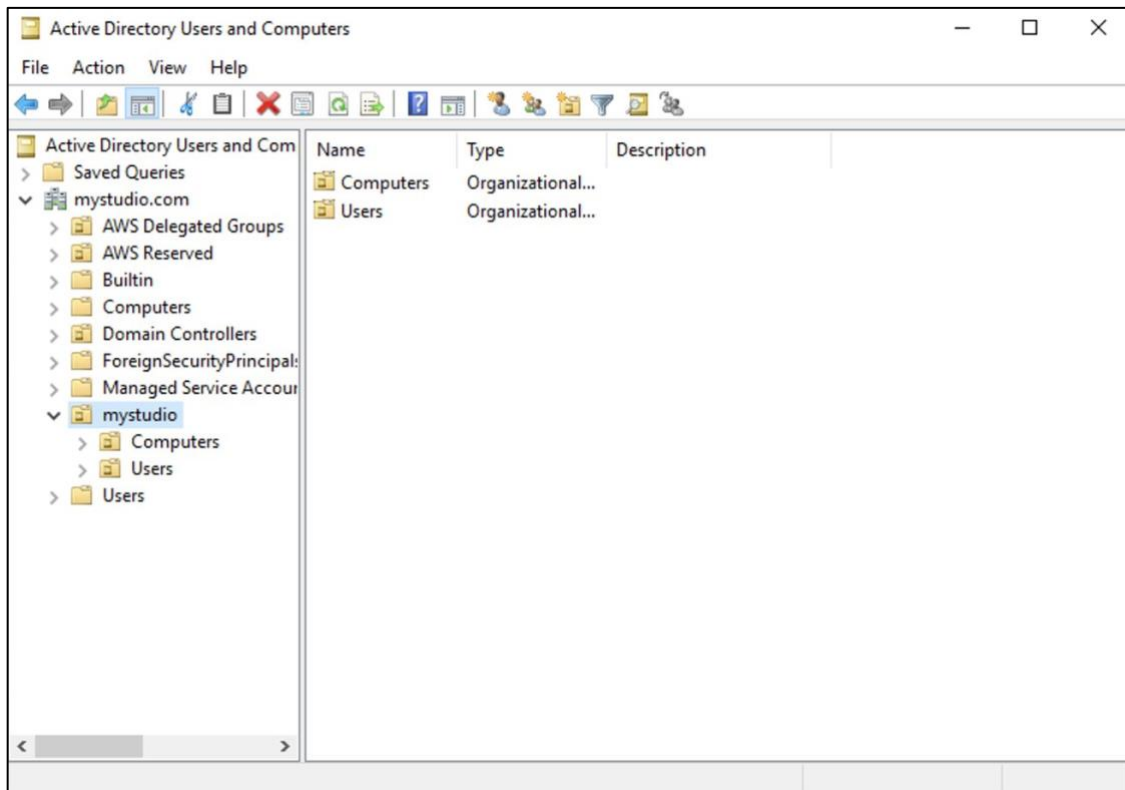 Active Directory Users and Computers
File Action View Help
Active Directory Users and Com
Saved Queries
mystudio.com
AWS Delegated Groups
AWS Reserved
Builtin
Computers
Domain Controllers
ForeignSecurityPrincipals
Managed Service Accour
mystudio
Computers
Users
Users
Name Type Description
Computers Organizational...
Users Organizational...